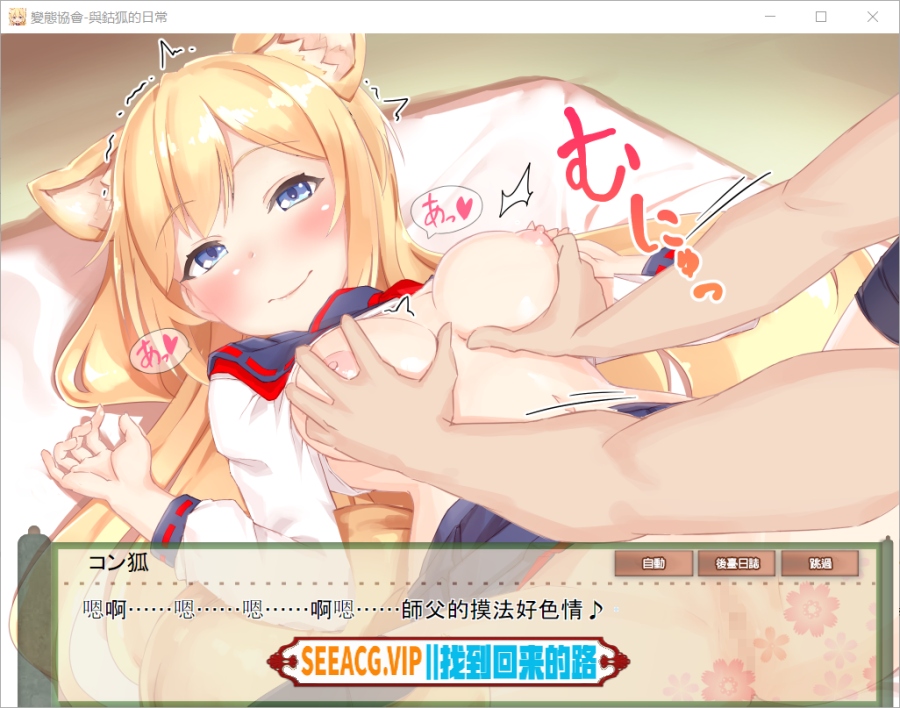 變態協會-與鈷狐的日常
むにゅっ
あっ
あっ
コン狐
自動
後臺日誌
跳過
嗯啊……嗯……嗯……啊嗯……師父的摸法好色情♪
SEEACG.VIP||找到回来的路